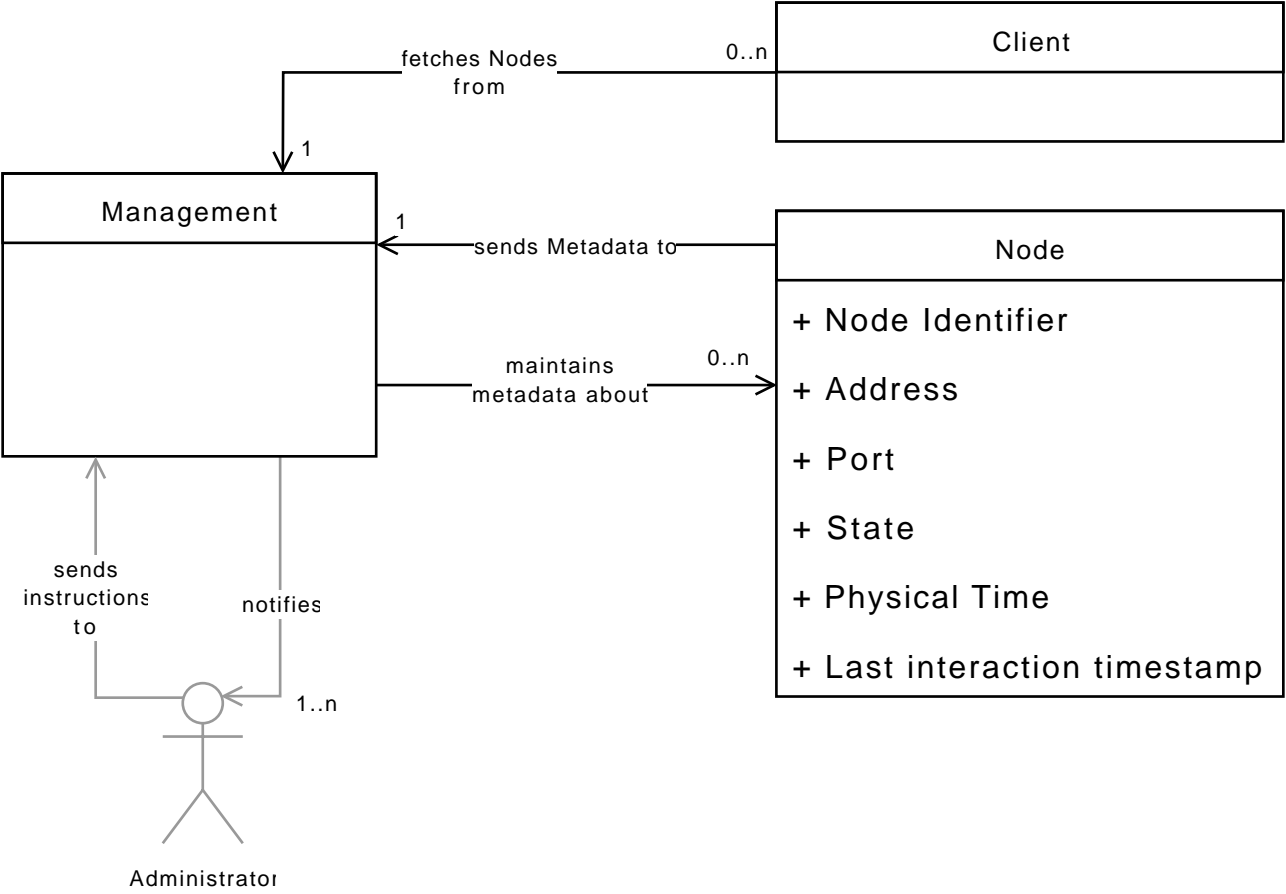 Client
fetches Nodes
from
0..n
1
Management
1
sends Metadata to
Node
+ Node Identifier
+ Address
+ Port
+ State
+ Physical Time
+ Last interaction timestamp
maintains
metadata about
0..n
sends
instructions
to
notifies
1..n
Administrator